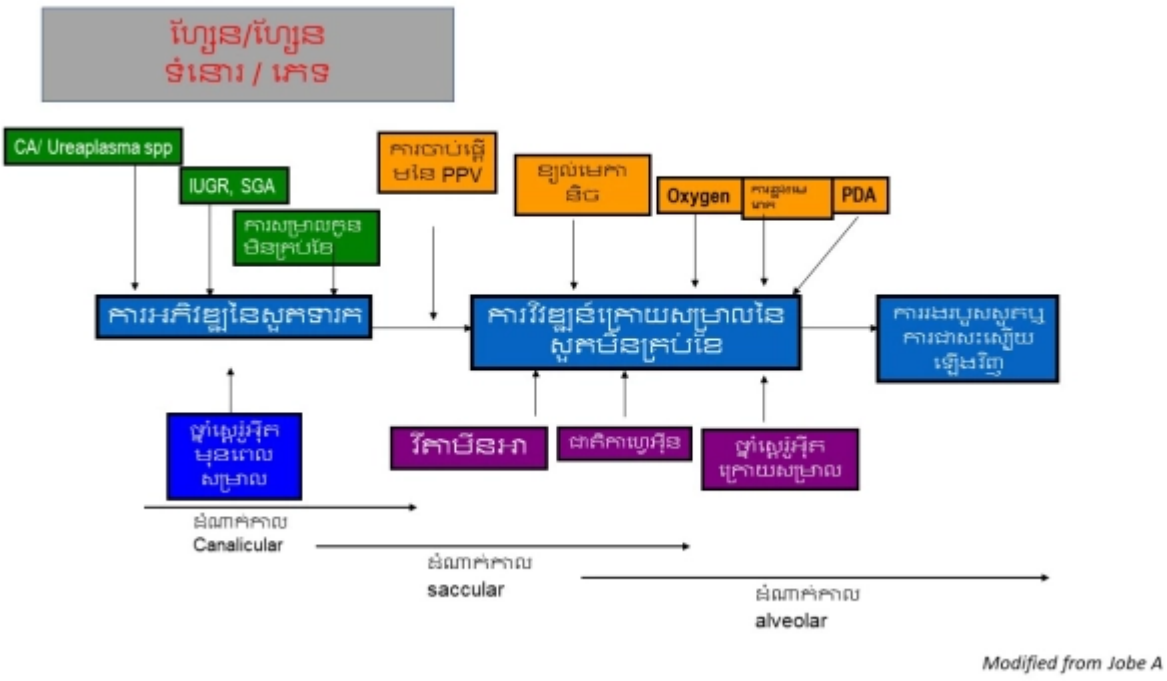 ហ្សែន/ហ្សែន
ទំនោរ / ភេទ
CA/ Ureaplasma spp
IUGR, SGA
ការសម្រាលកូន
មិនគ្រប់ខែ
ការចាប់ផ្តើ
មនៃ PPV
ខ្យល់មេកា
និច
Oxygen
PDA
ការអភិវឌ្ឍនៃសួតទារក
ការវិវឌ្ឍន៍ក្រោយសម្រាលនៃ
សួតមិនគ្រប់ខែ
ការរងរបួសសួតឬ
ការជាសះស្បើយ
ឡើងវិញ
ថ្នាំស្តេរ៉ូអ៊ីត
មុនពេល
សម្រាល
វីតាមីនអា
ជាតិកាហ្វេអ៊ីន
ថ្នាំស្តេរ៉ូអ៊ីត
ក្រោយសម្រាល
ដំណាក់កាល
Canalicular
ដំណាក់កាល
saccular
ដំណាក់កាល
alveolar
Modified from Jobe A